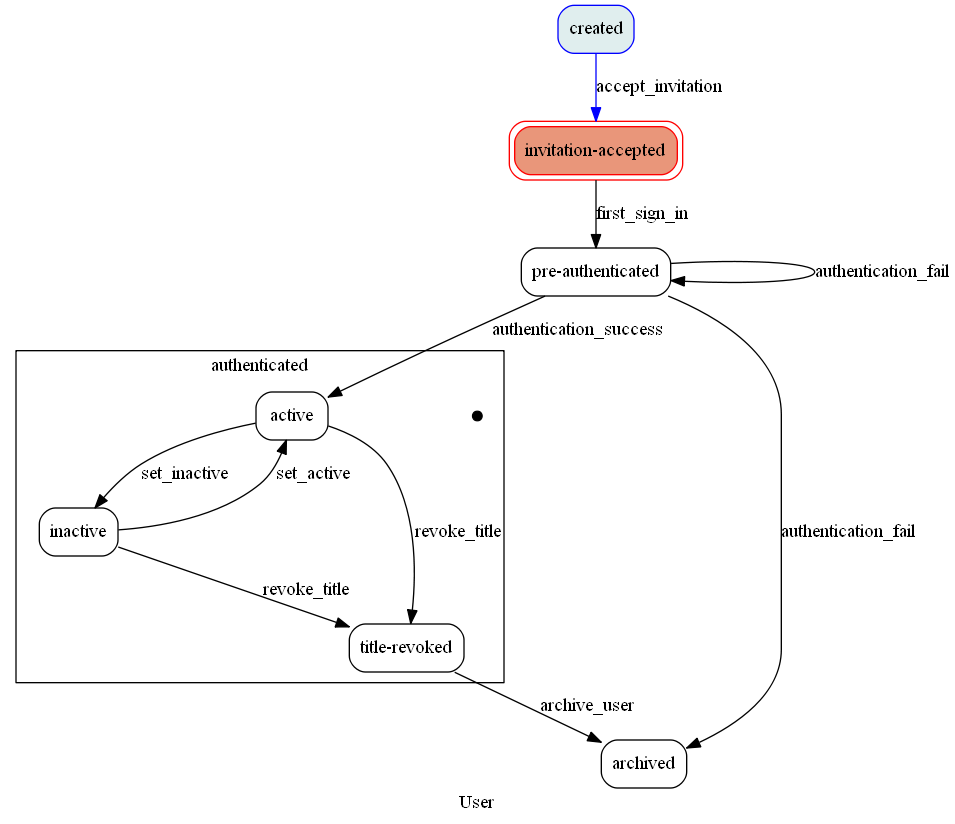 created
accept_invitation
invitation-accepted
first_sign_in
pre-authenticated
authentication_fail
authentication_success
authenticated
active
set_inactive
set_active
inactive
revoke_title
authentication_fail
revoke_title
title-revoked
archive_user
archived
User